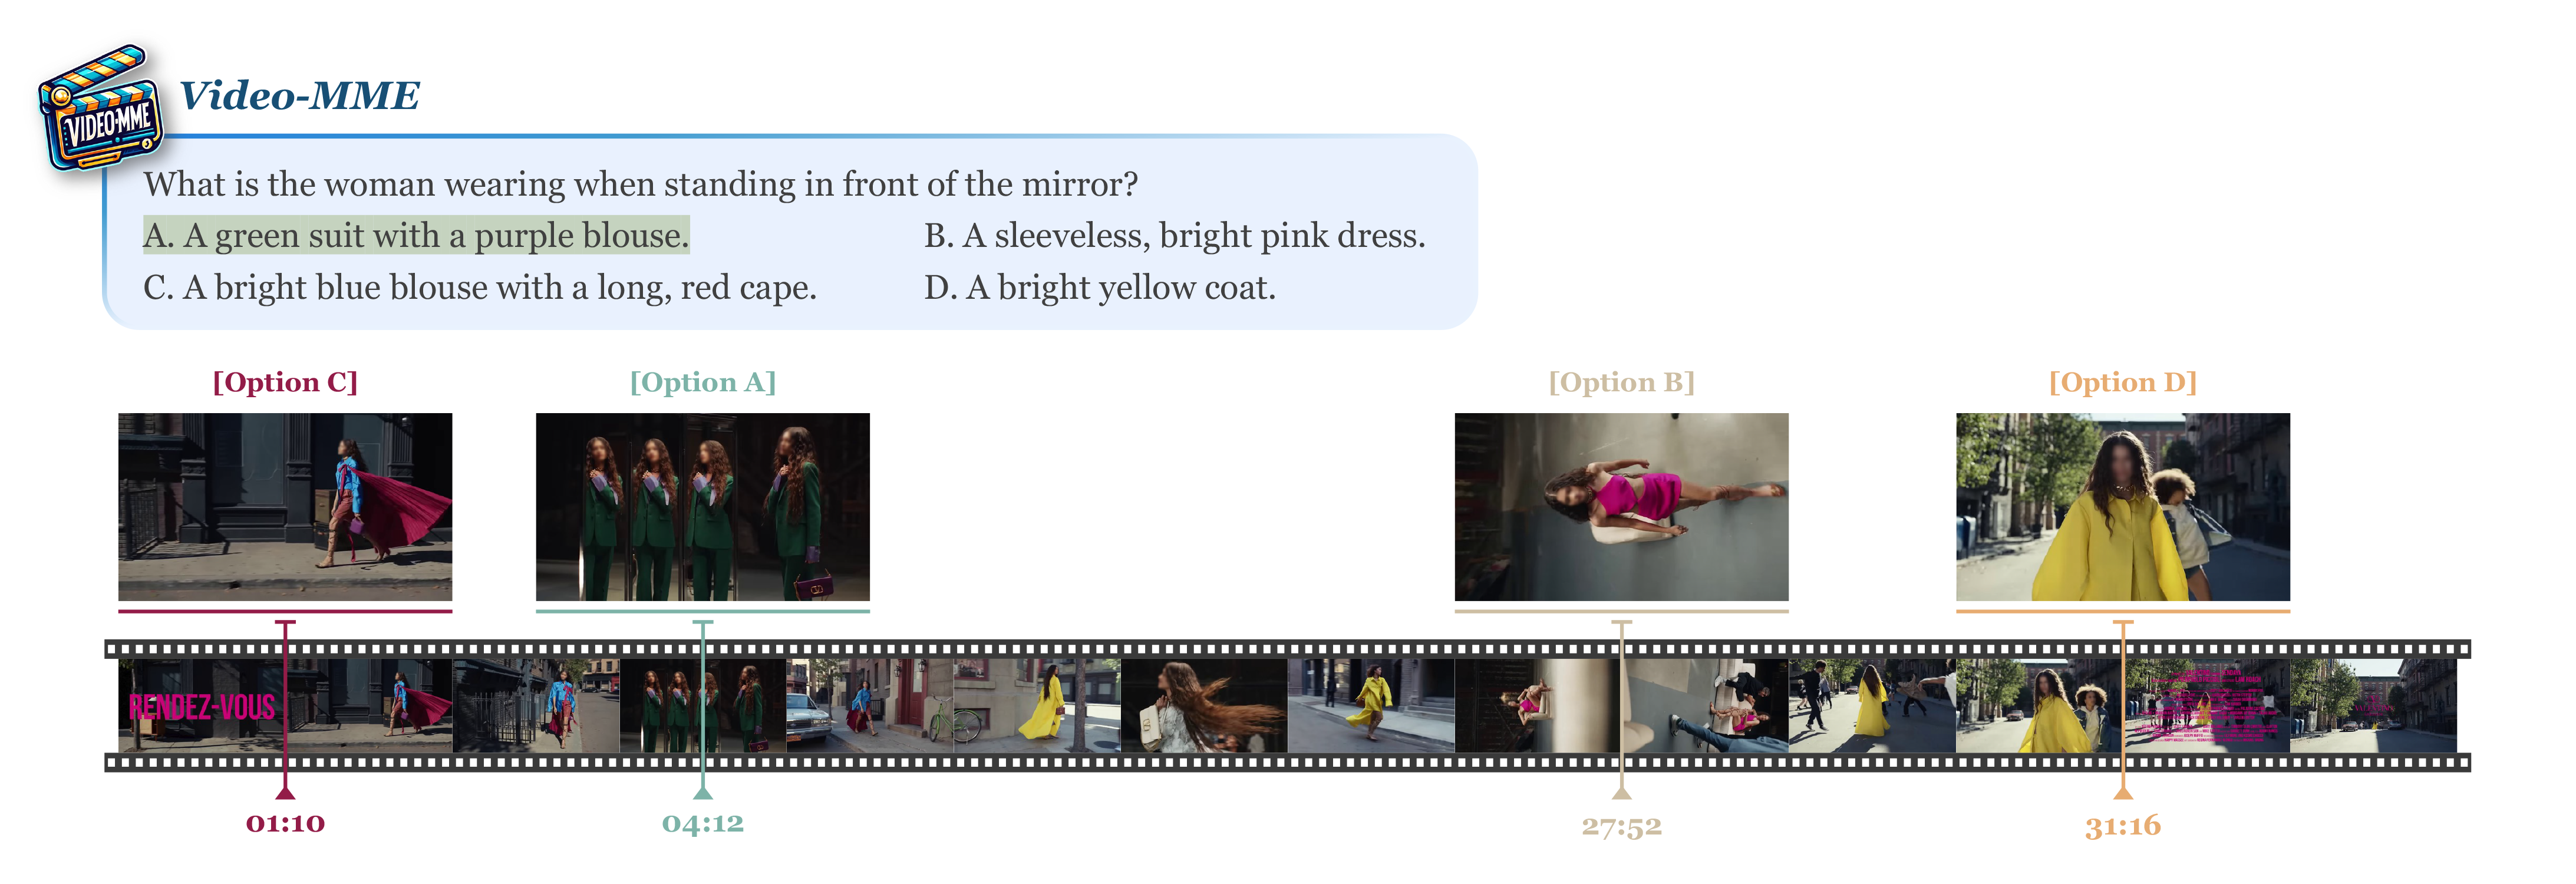 VIDEO-MME
Video-MME
What is the woman wearing when standing in front of the mirror?
A. A green suit with a purple blouse.
B. A sleeveless, bright pink dress.
C. A bright blue blouse with a long, red cape.
D. A bright yellow coat.
[Option C]
[Option A]
[Option B]
[Option D]
RENDEZ-VOUS
01:10
04:12
27:52
31:16